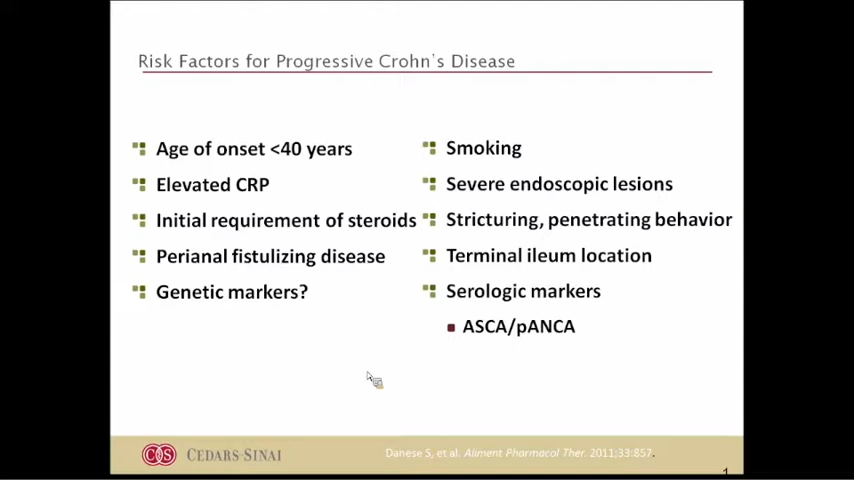 Risk Factors for Progressive Crohn's Disease
Age of onset <40 years
Elevated CRP
Initial requirement of steroids
Perianal fistulizing disease
Genetic markers?
Smoking
Severe endoscopic lesions
Stricturing, penetrating behavior
Terminal ileum location
Serologic markers
ASCA/pANCA
CEDARS-SINAI
Danese S, et al. Aliment Pharmacol Ther. 2011;33:857.
1